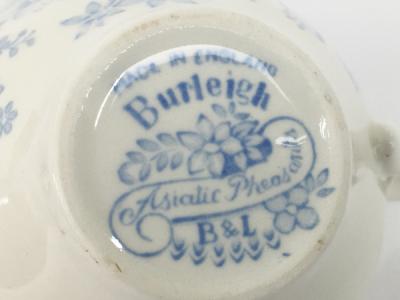 MADE IN ENGLAND
Burleigh
Asiatic Pheasants
B&L